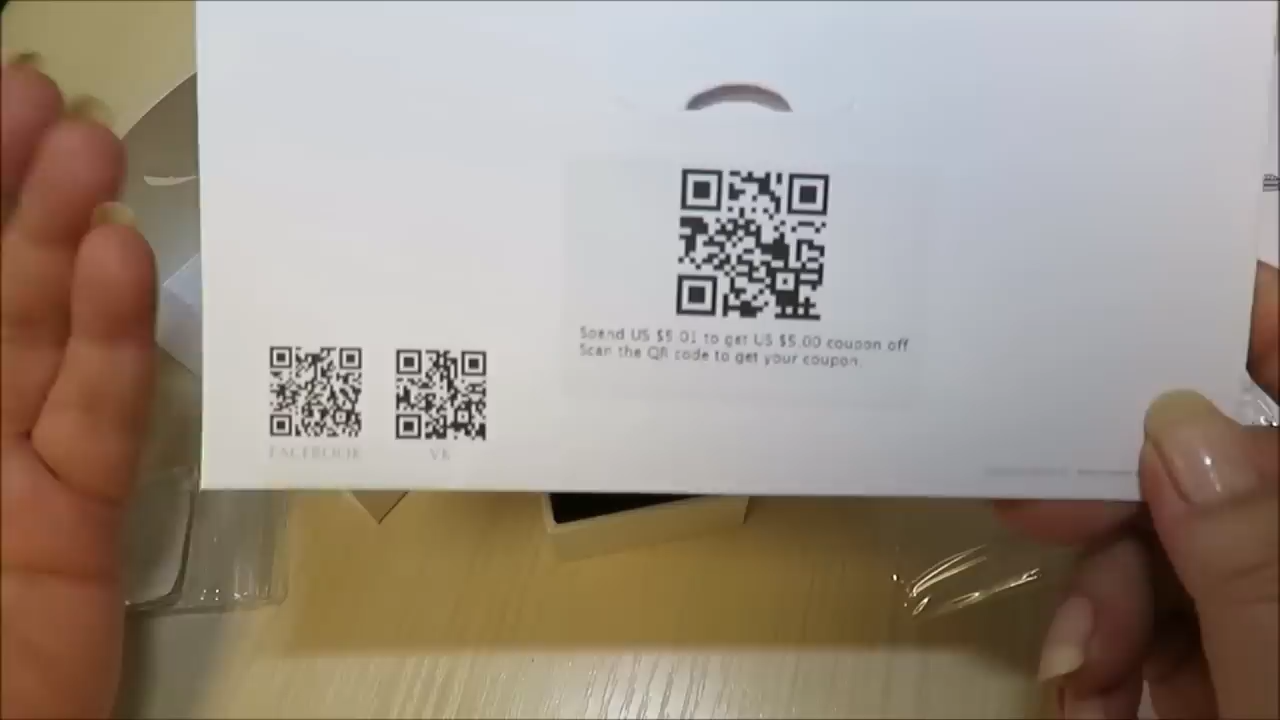 Spend US $5.01 to get US $5.00 coupon off
Scan the QR code to get your coupon.
FACEBOOK
VK